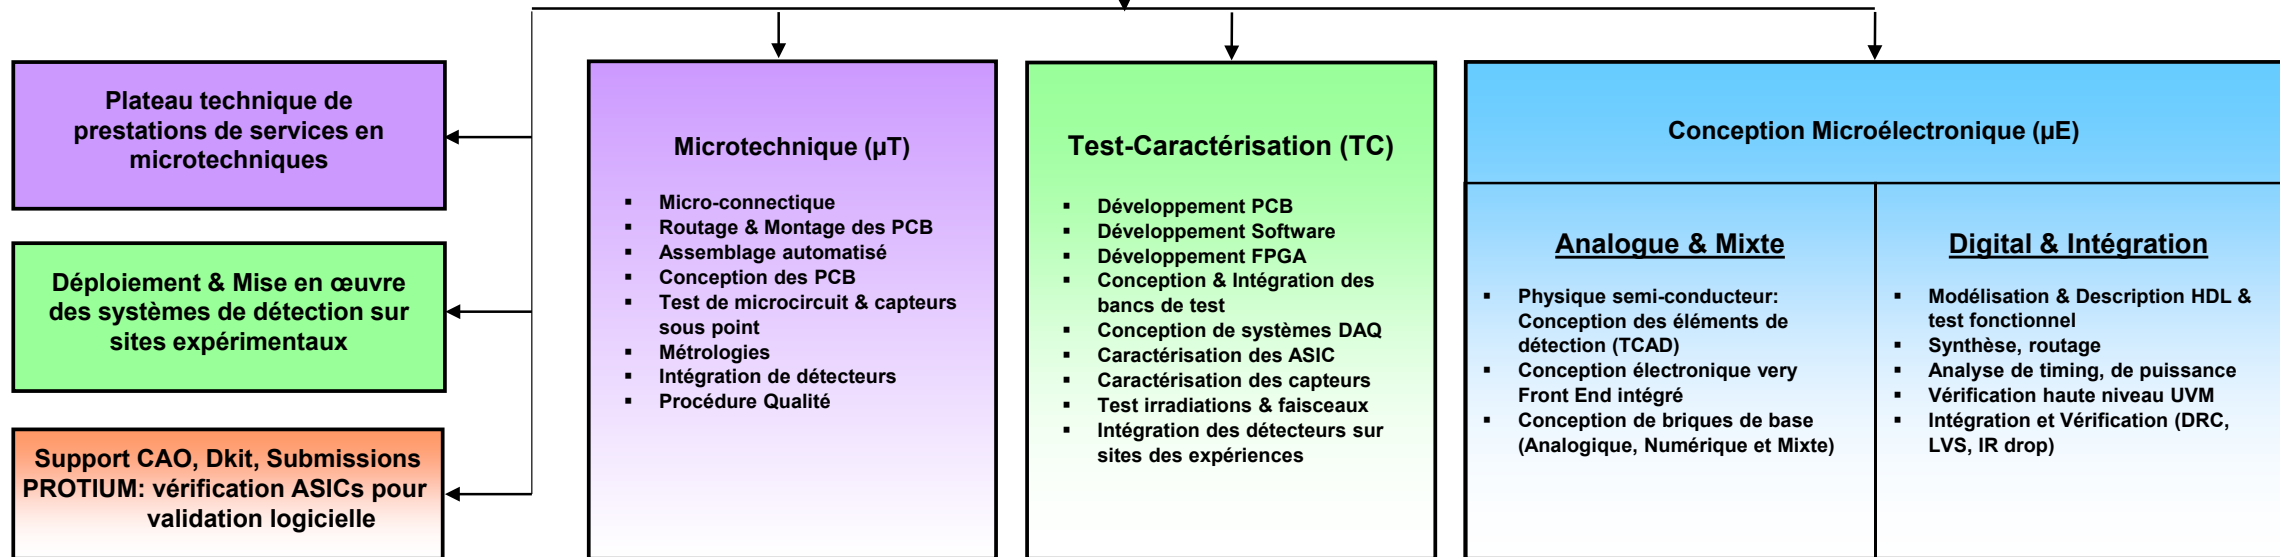 Plateau technique de
prestations de services en
microtechniques
Déploiement & Mise en œuvre
des systèmes de détection sur
sites expérimentaux
Support CAO, Dkit, Submissions
PROTIUM: vérification ASICs pour
validation logicielle
Microtechnique (µT)
▪ Micro-connectique
▪ Routage & Montage des PCB
▪ Assemblage automatisé
▪ Conception des PCB
▪ Test de microcircuit & capteurs
sous point
▪ Métrologies
▪ Intégration de détecteurs
▪ Procédure Qualité
Test-Caractérisation (TC)
▪ Développement PCB
▪ Développement Software
▪ Développement FPGA
▪ Conception & Intégration des
bancs de test
▪ Conception de systèmes DAQ
▪ Caractérisation des ASIC
▪ Caractérisation des capteurs
▪ Test irradiations & faisceaux
▪ Intégration des détecteurs sur
sites des expériences
Conception Microélectronique (µE)
Analogue & Mixte
▪ Physique semi-conducteur:
Conception des éléments de
détection (TCAD)
▪ Conception électronique very
Front End intégré
▪ Conception de briques de base
(Analogique, Numérique et Mixte)
Digital & Intégration
▪ Modélisation & Description HDL &
test fonctionnel
▪ Synthèse, routage
▪ Analyse de timing, de puissance
▪ Vérification haute niveau UVM
▪ Intégration et Vérification (DRC,
LVS, IR drop)